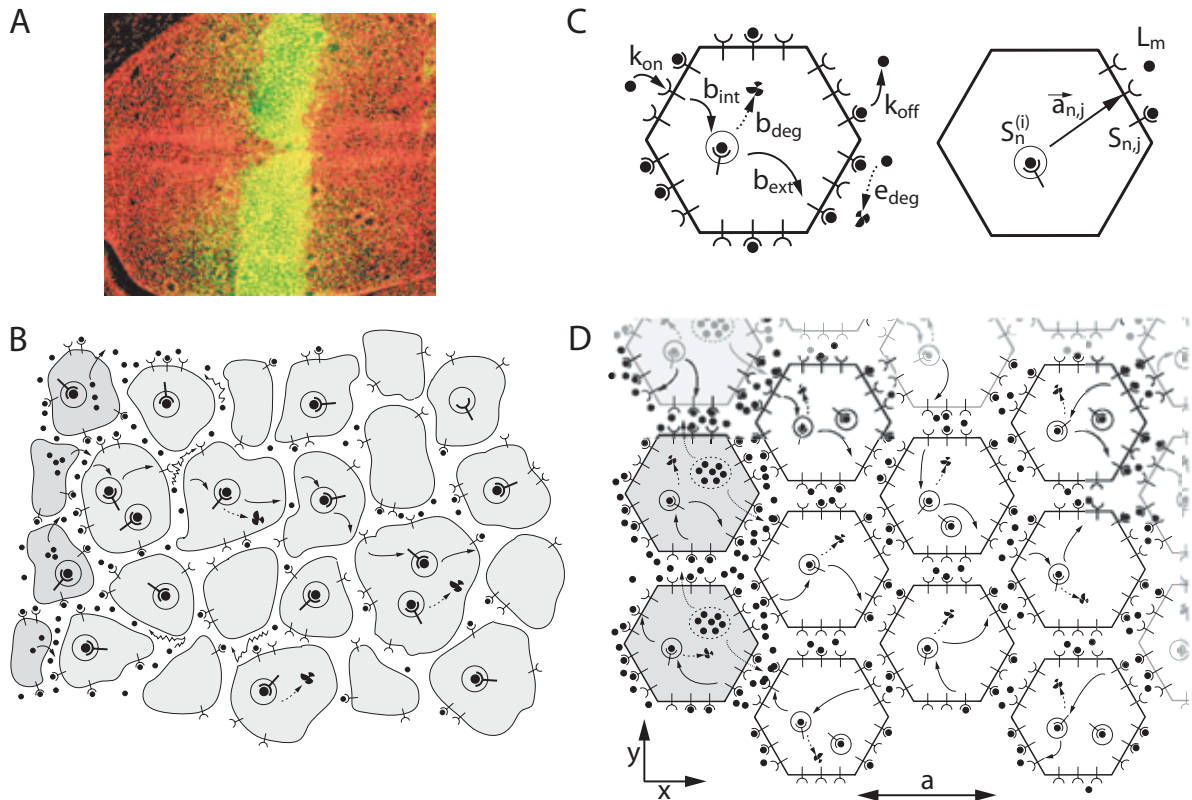 A
B
C
k_on
b_int
b_deg
b_ext
k_off
e_deg
L_m
a_n,j
S_n^(i)
S_n,j
D
y
x
a